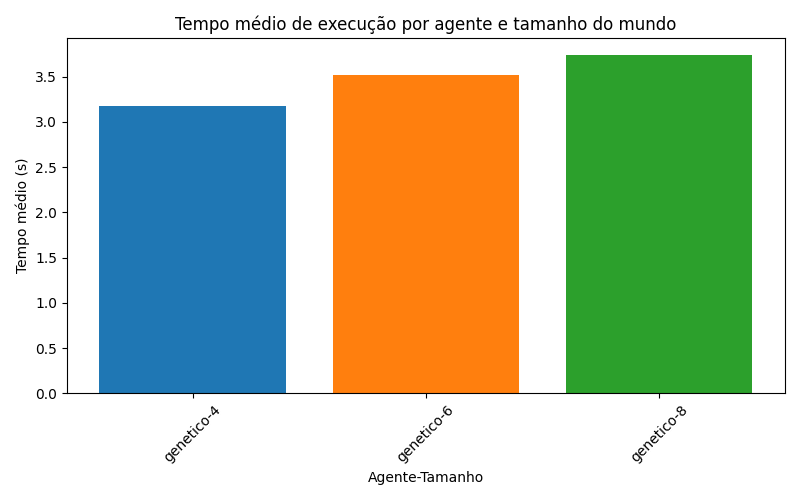 Tempo médio de execução por agente e tamanho do mundo
Tempo médio (s)
3.5
3.0
2.5
2.0
1.5
1.0
0.5
0.0
genetico-4
genetico-6
genetico-8
Agente-Tamanho